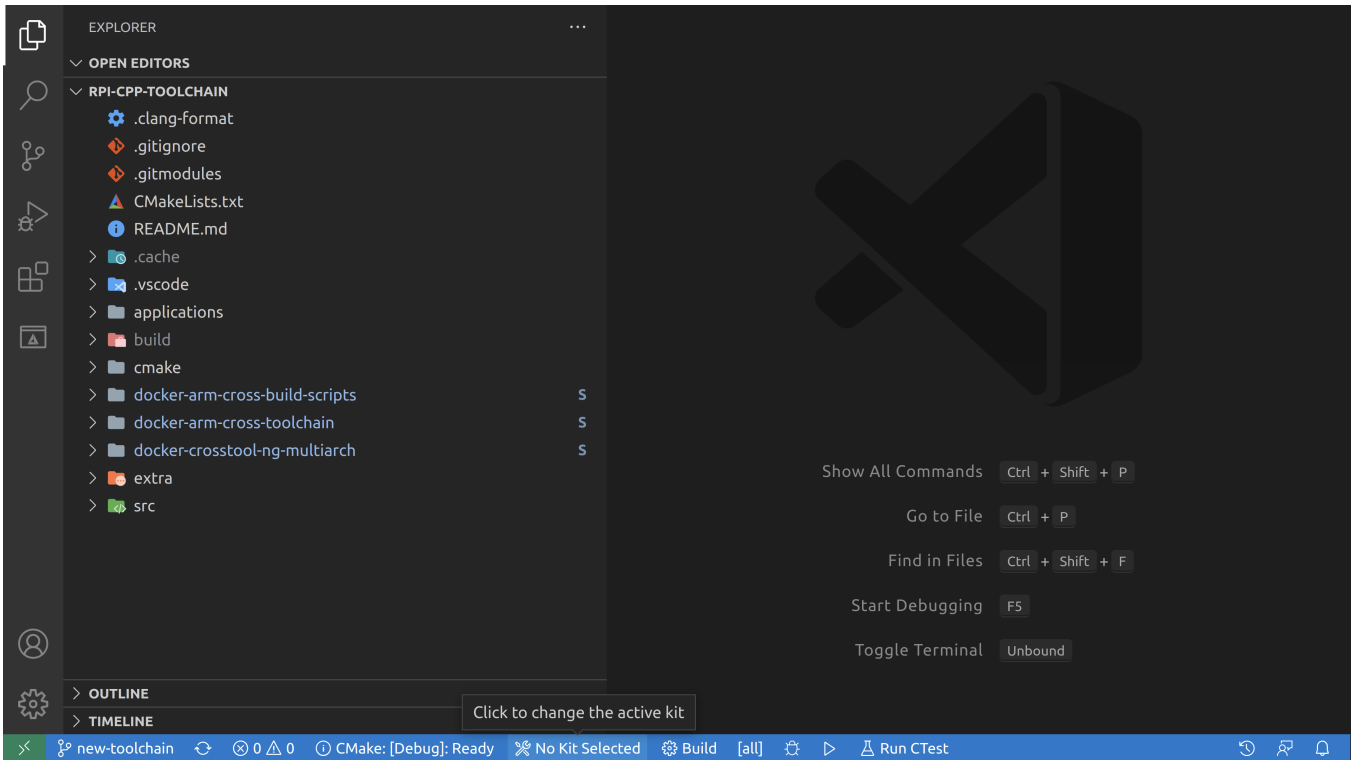 EXPLORER
OPEN EDITORS
RPI-CPP-TOOLCHAIN
.clang-format
.gitignore
.gitmodules
CMakeLists.txt
README.md
.cache
.vscode
applications
build
cmake
docker-arm-cross-build-scripts S
docker-arm-cross-toolchain S
docker-crosstool-ng-multiarch S
extra
src
OUTLINE
TIMELINE
Show All Commands Ctrl + Shift + P
Go to File Ctrl + P
Find in Files Ctrl + Shift + F
Start Debugging F5
Toggle Terminal Unbound
Click to change the active kit
new-toolchain 0 0 CMake: [Debug]: Ready No Kit Selected Build [all] Run CTest